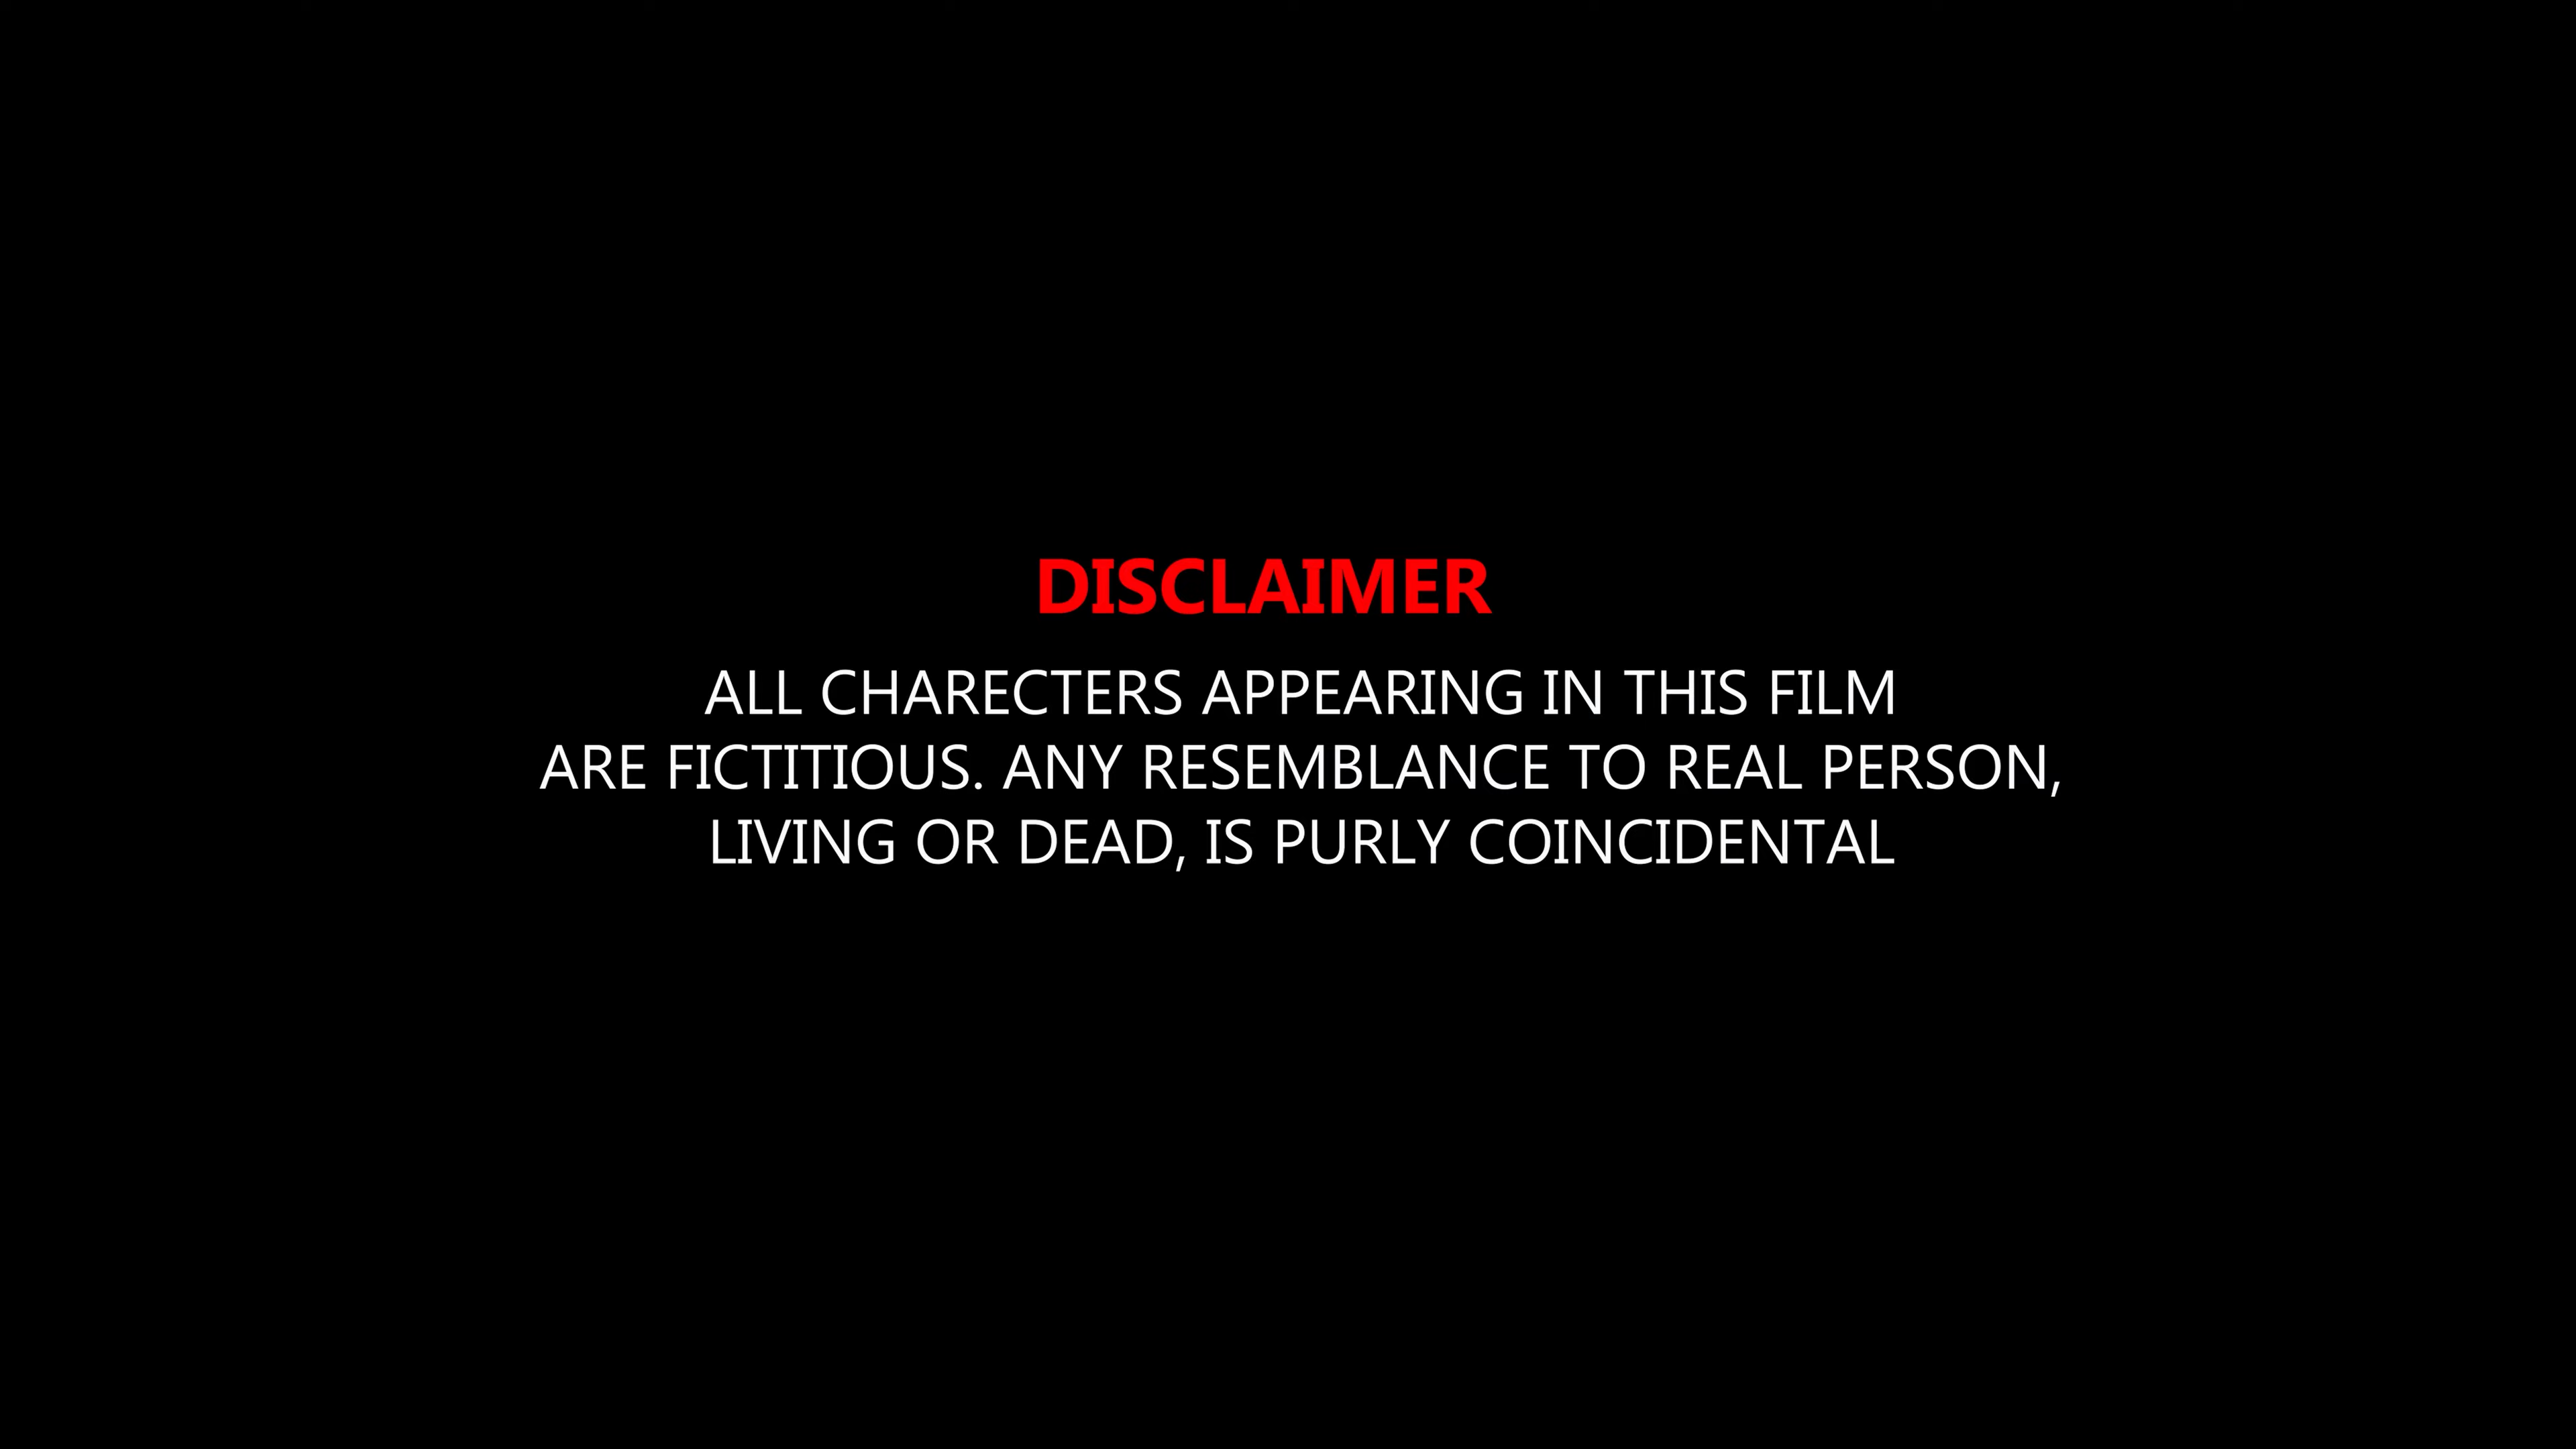 DISCLAIMER
ALL CHARECTERS APPEARING IN THIS FILM
ARE FICTITIOUS. ANY RESEMBLANCE TO REAL PERSON,
LIVING OR DEAD, IS PURLY COINCIDENTAL